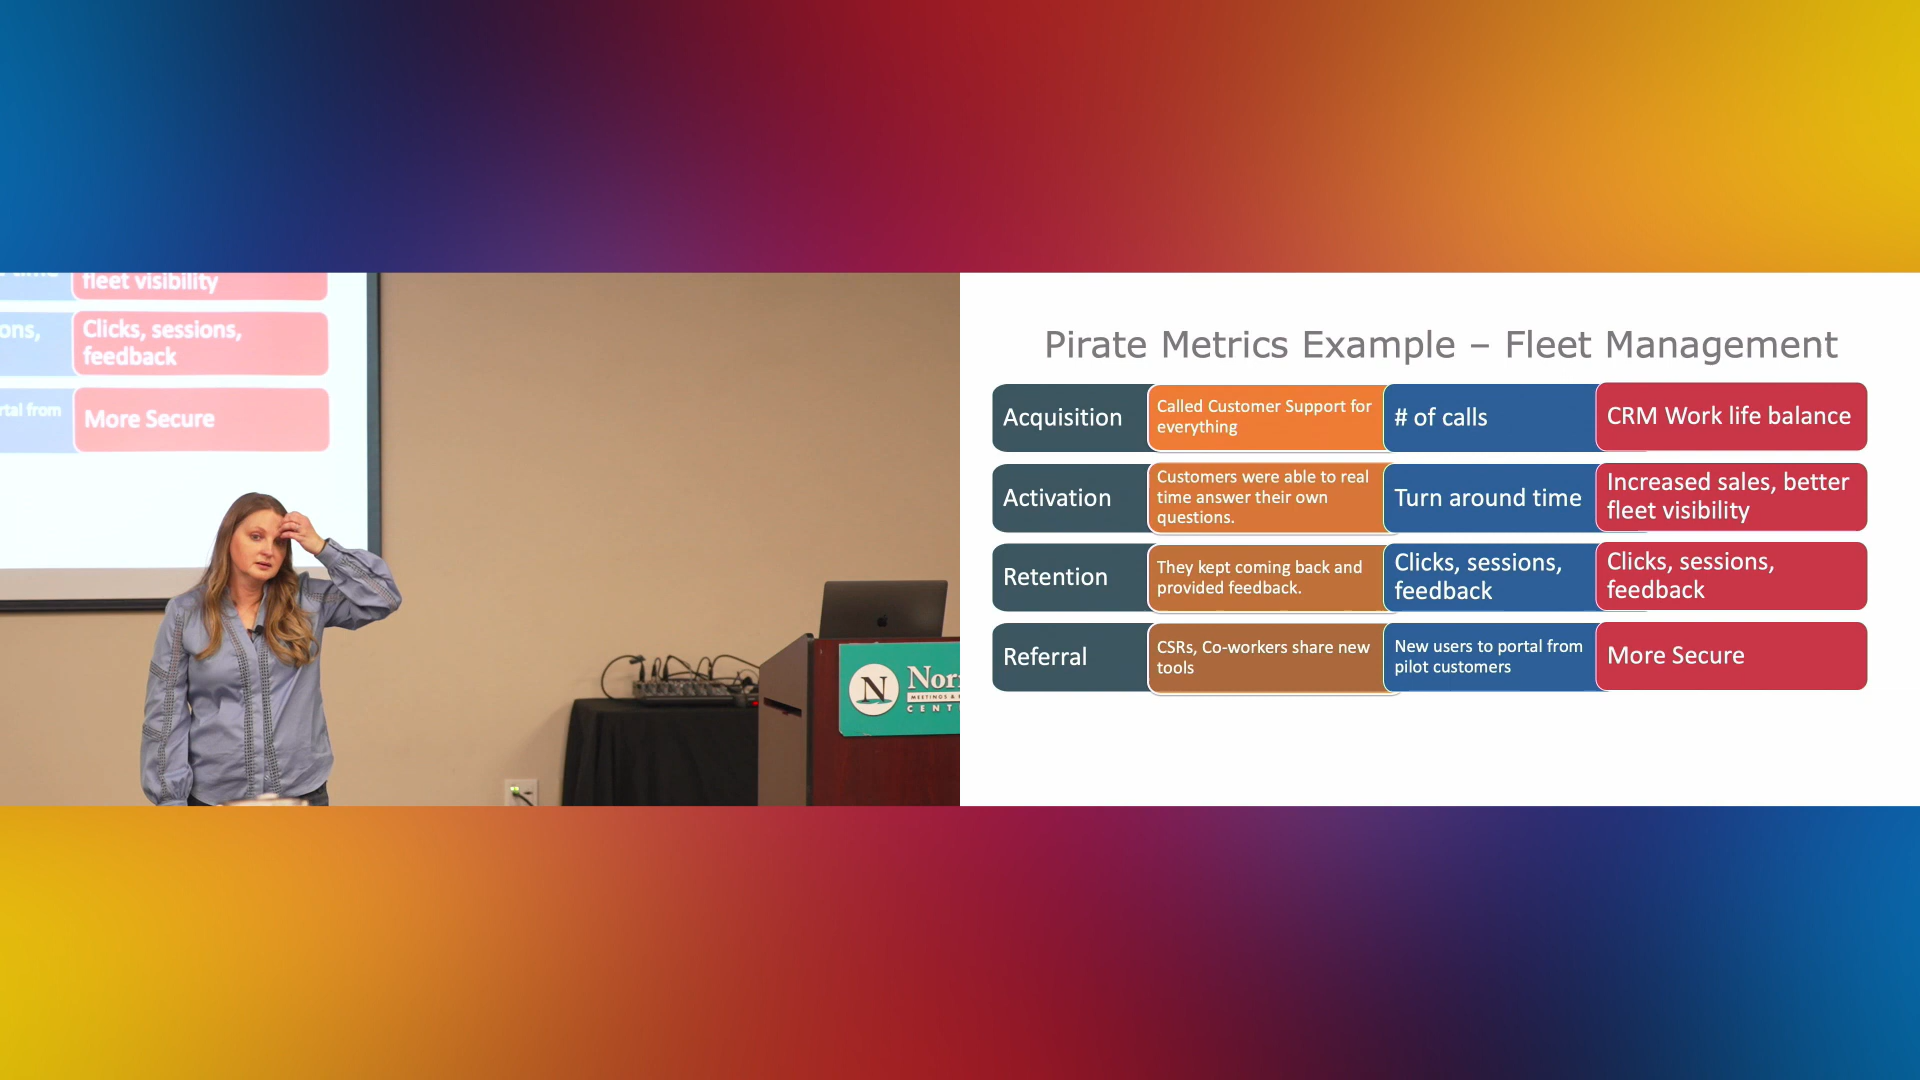 fleet visibility
ons,
Clicks, sessions,
feedback
rtal from
More Secure
N
Nor
MEETINGS &
CENT
Pirate Metrics Example – Fleet Management
Acquisition
Called Customer Support for
everything
# of calls
CRM Work life balance
Activation
Customers were able to real
time answer their own
questions.
Turn around time
Increased sales, better
fleet visibility
Retention
They kept coming back and
provided feedback.
Clicks, sessions,
feedback
Clicks, sessions,
feedback
Referral
CSRs, Co-workers share new
tools
New users to portal from
pilot customers
More Secure